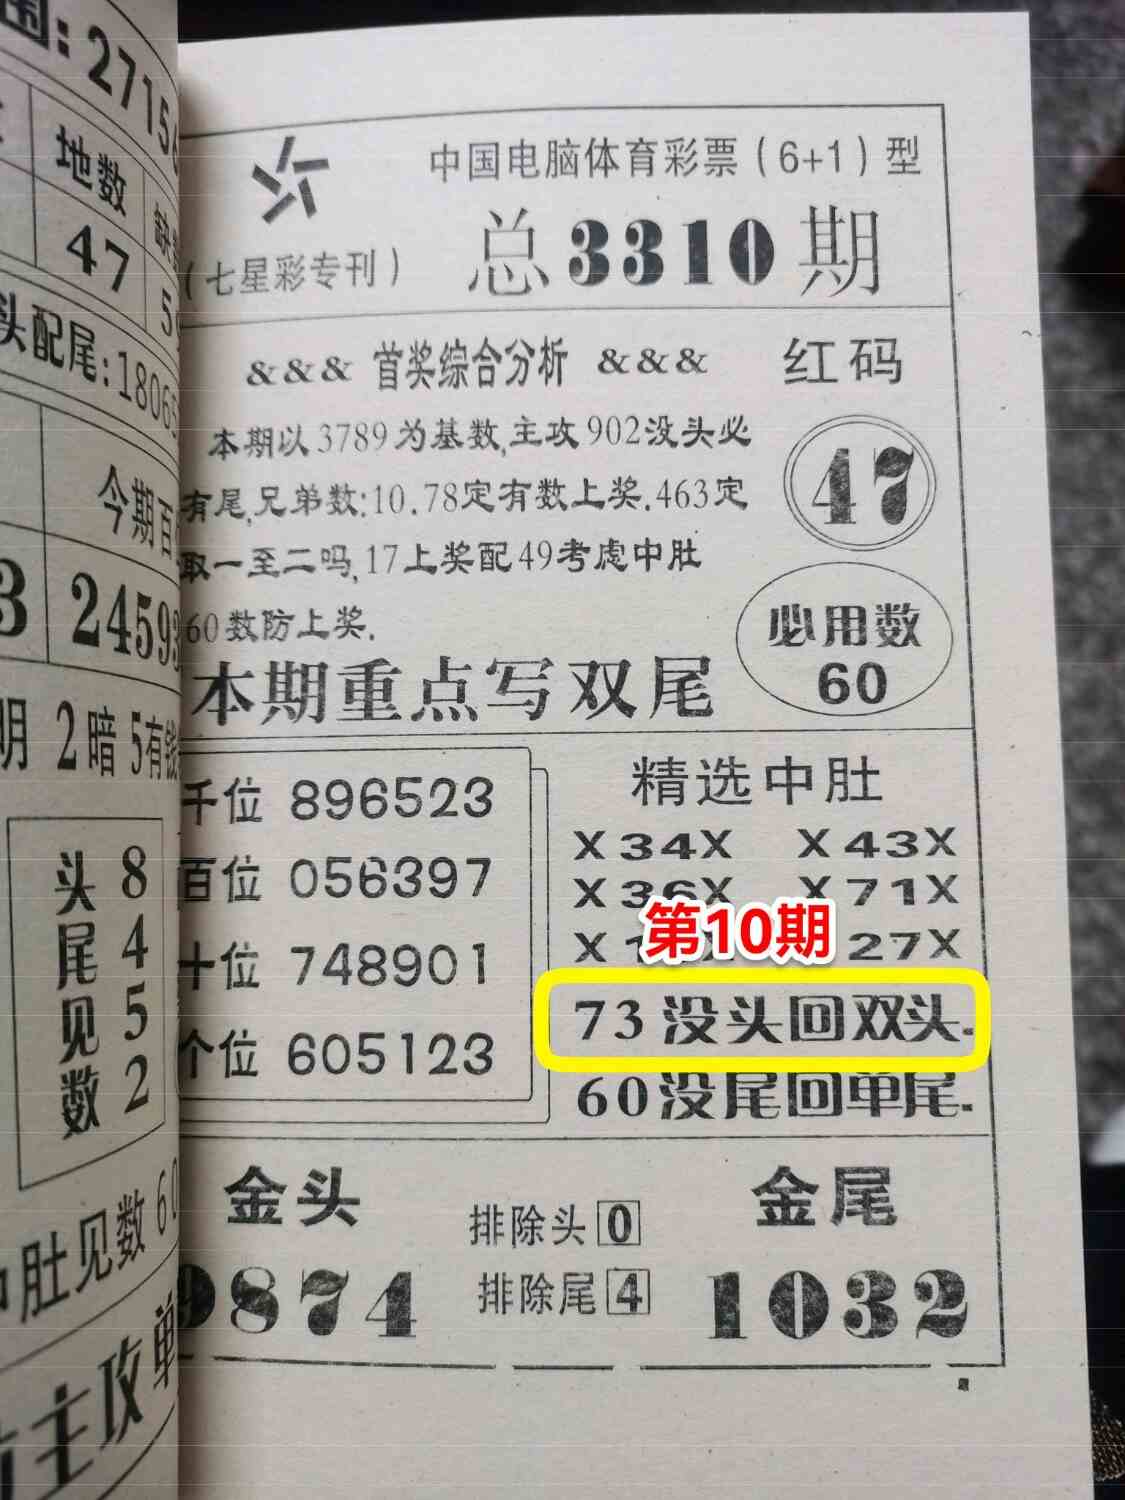 围:2715
地数
47
头配尾:18065
今期百
3
24593
明 2暗 5有钱
头 8
尾 4
见 5
数 2
中肚见数 60
主攻单
中国电脑体育彩票(6+1)型
(七星彩专刊)
总3310期
&&& 首奖综合分析 &&&
本期以3789为基数,主攻902没头必
有尾,兄弟数:10.78定有数上奖.463定
取一至二吗,17上奖配49考虑中肚
60数防上奖.
本期重点写双尾
红码
47
必用数
60
千位 896523
百位 056397
十位 748901
个位 605123
精选中肚
X34X X43X
X36X X71X
27X
第10期
73没头回双头.
60没尾回单尾.
金头
9874
排除头 0
排除尾 4
金尾
1032